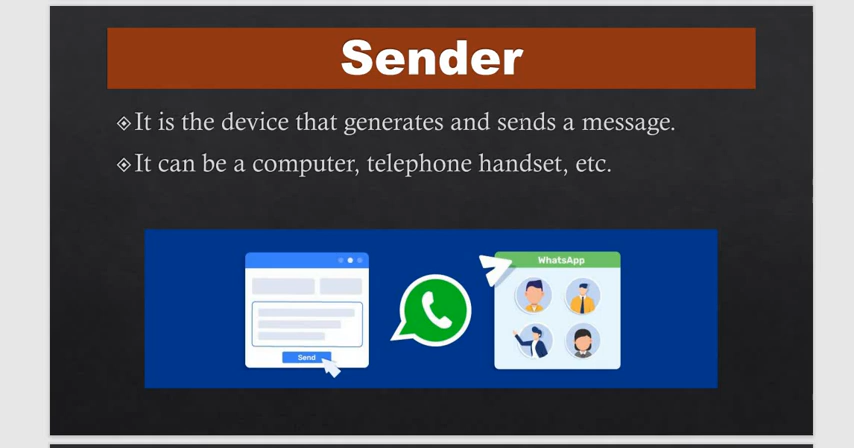 Sender
It is the device that generates and sends a message.
It can be a computer, telephone handset, etc.
WhatsApp
Send